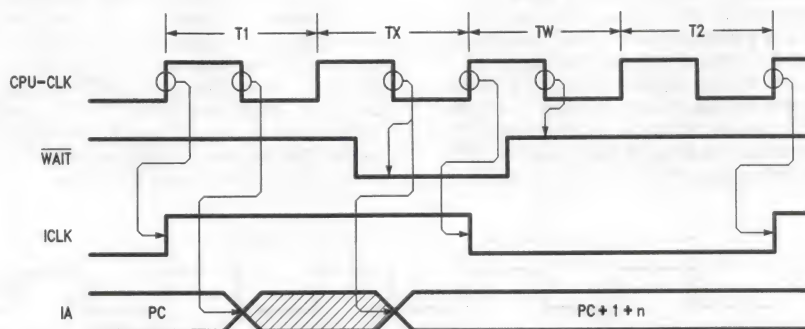 T1 TX TW T2
CPU-CLK
WAIT
ICLK
IA PC PC+1+n